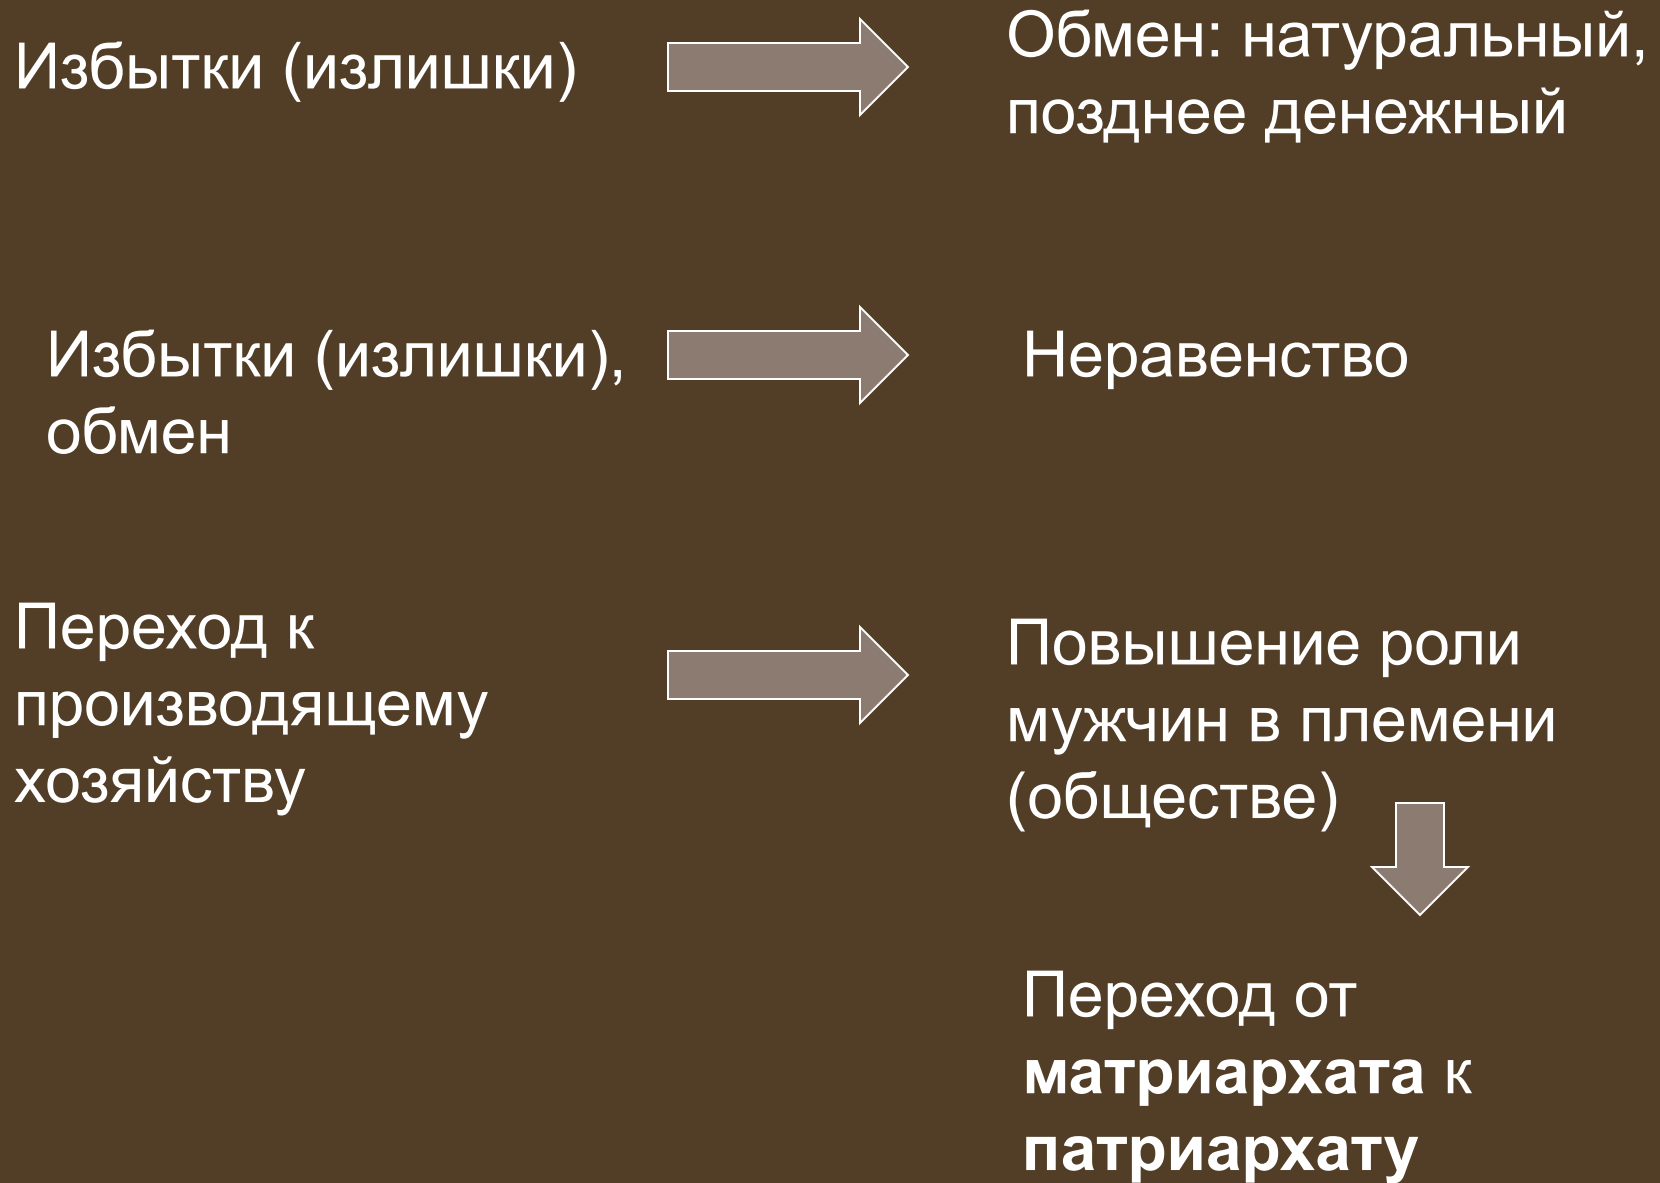 Избытки (излишки)
Обмен: натуральный,
позднее денежный
Избытки (излишки),
обмен
Неравенство
Переход к
производящему
хозяйству
Повышение роли
мужчин в племени
(обществе)
Переход от
матриархата к
патриархату